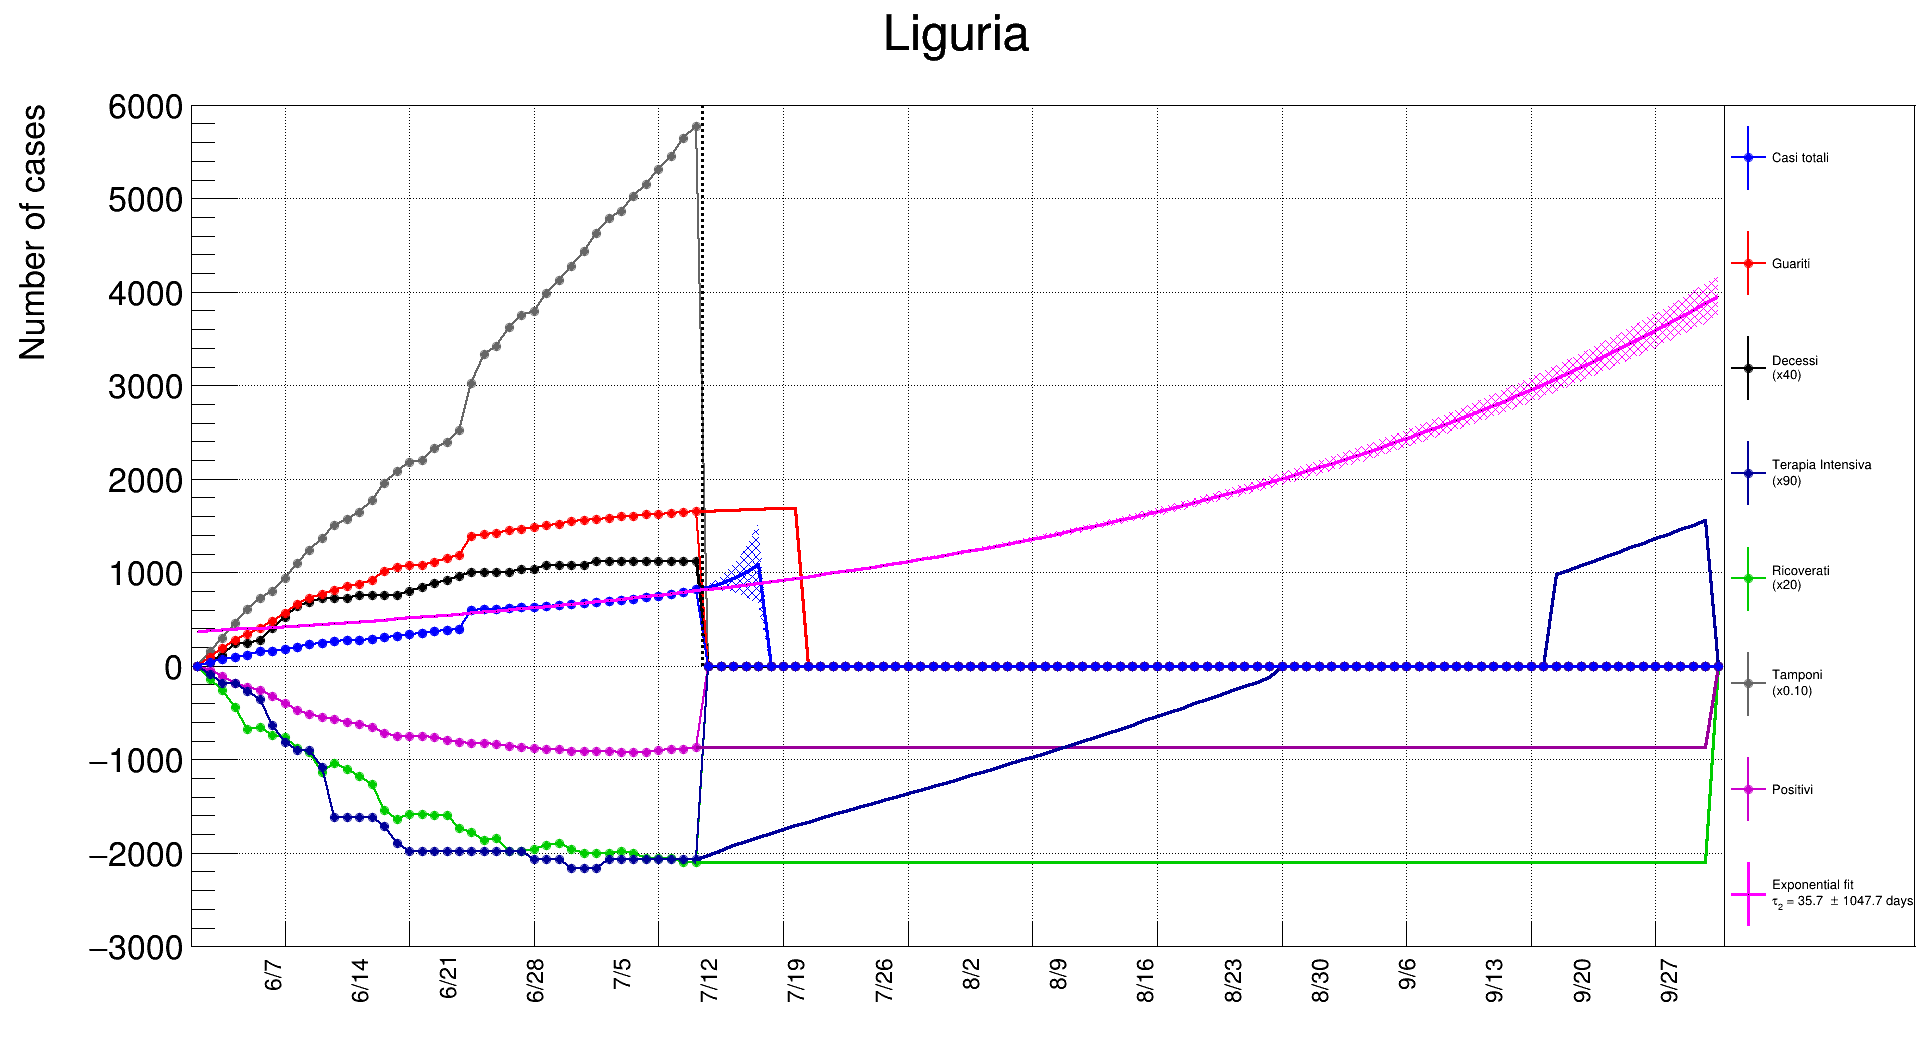 Liguria
Number of cases
6000
5000
4000
3000
2000
1000
0
−1000
−2000
−3000
6/7
6/14
6/21
6/28
7/5
7/12
7/19
7/26
8/2
8/9
8/16
8/23
8/30
9/6
9/13
9/20
9/27
Casi totali
Guariti
Decessi
(x40)
Terapia Intensiva
(x90)
Ricoverati
(x20)
Tamponi
(x0.10)
Positivi
Exponential fit
τ2 = 35.7 ± 1047.7 days